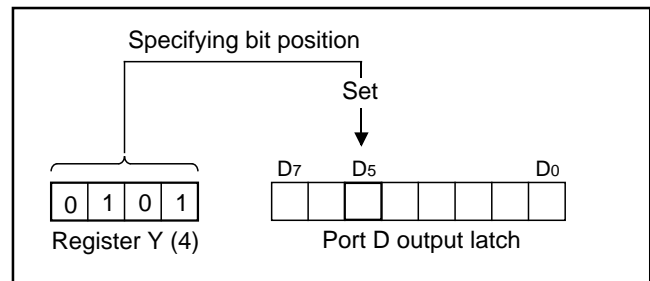 Specifying bit position
Set
D7 D5 D0
0 1 0 1
Register Y (4) Port D output latch